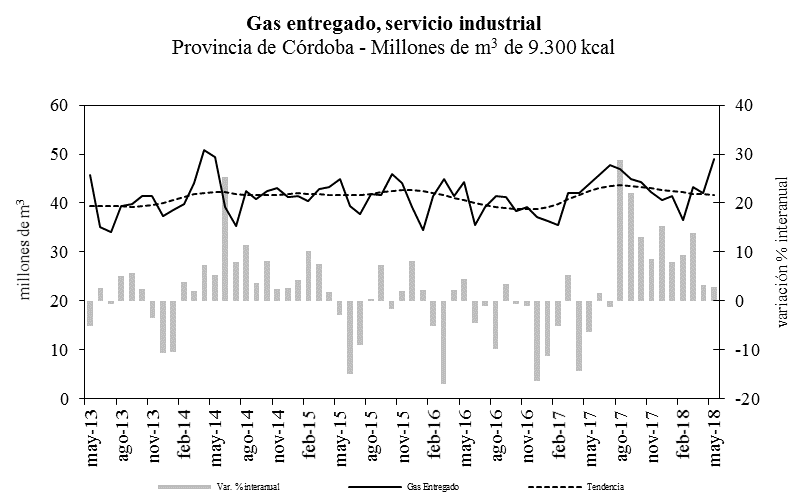 Gas entregado, servicio industrial
Provincia de Córdoba - Millones de m³ de 9.300 kcal
60
50
40
30
20
10
0
millones de m³
40
30
20
10
0
-10
-20
variación % interanual
may-13
ago-13
nov-13
feb-14
may-14
ago-14
nov-14
feb-15
may-15
ago-15
nov-15
feb-16
may-16
ago-16
nov-16
feb-17
may-17
ago-17
nov-17
feb-18
may-18
Var. % interanual
Gas Entregado
Tendencia